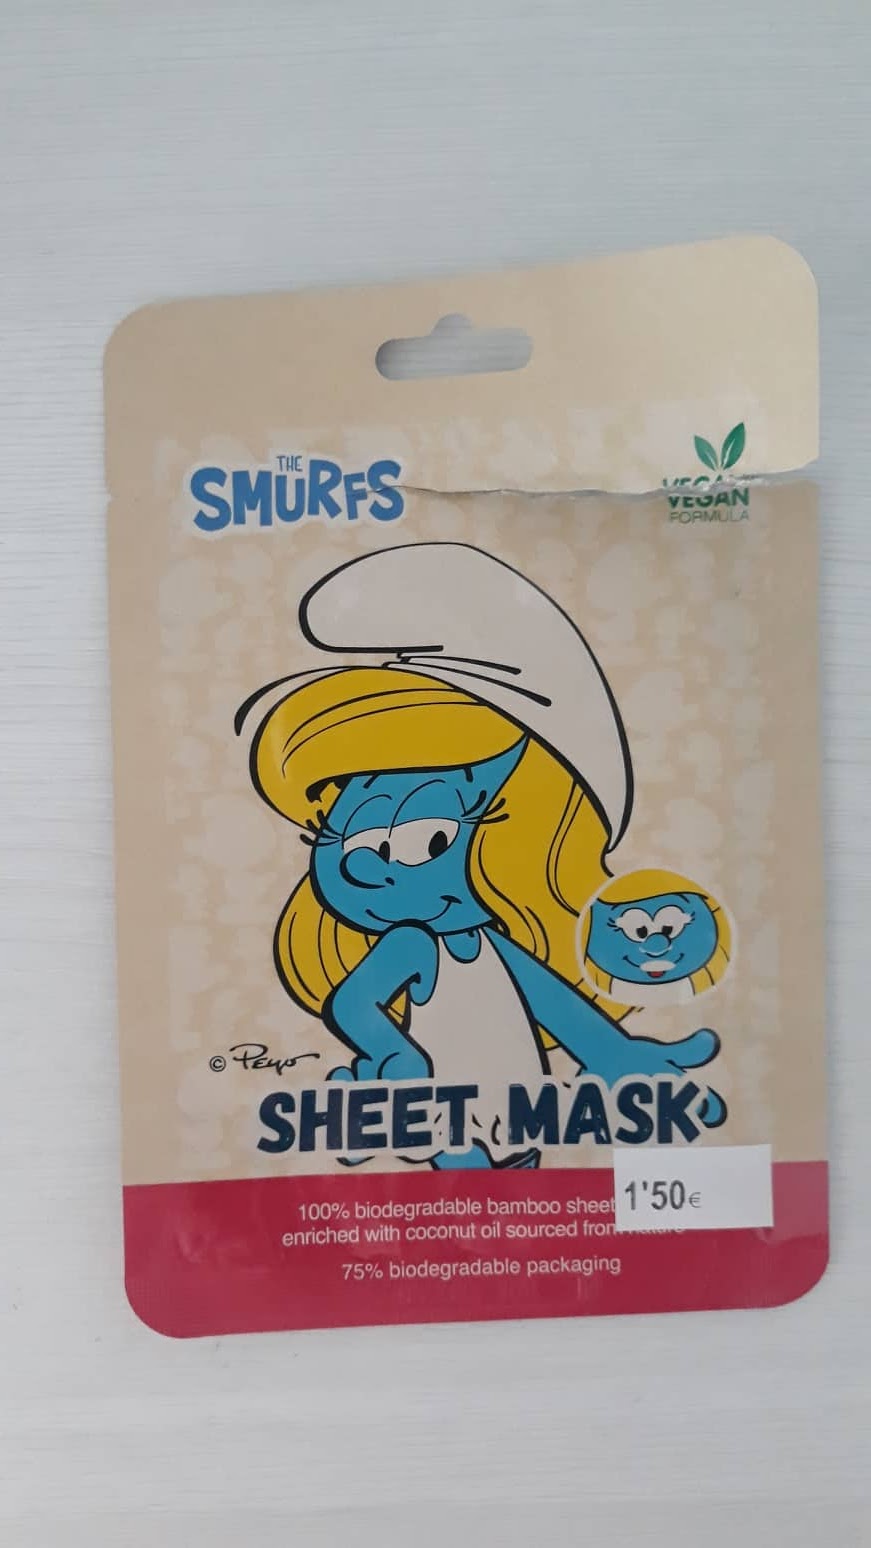 THE
SMURFS
VEGAN
FORMULA
© Peyo
SHEET MASK
1'50€
100% biodegradable bamboo sheet
enriched with coconut oil sourced from
75% biodegradable packaging